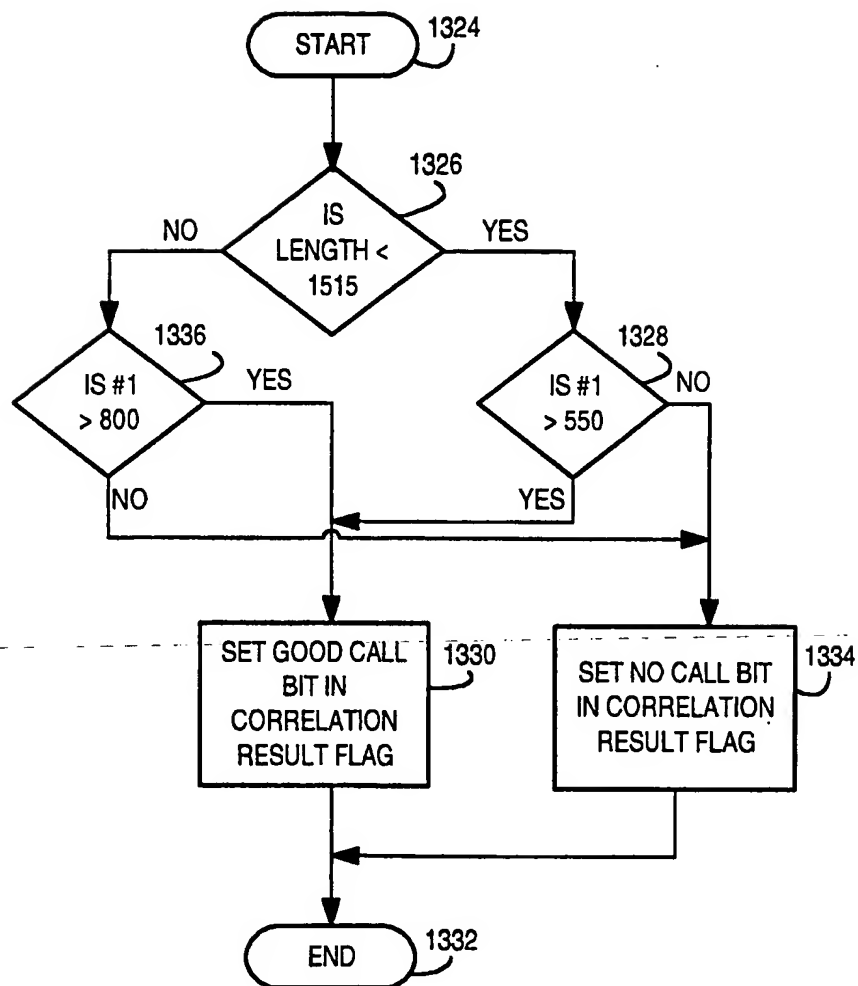 START
1324
1326
IS
LENGTH <
1515
NO
YES
1336
IS #1
> 800
YES
NO
1328
IS #1
> 550
NO
YES
SET GOOD CALL
BIT IN
CORRELATION
RESULT FLAG
1330
SET NO CALL BIT
IN CORRELATION
RESULT FLAG
1334
END
1332